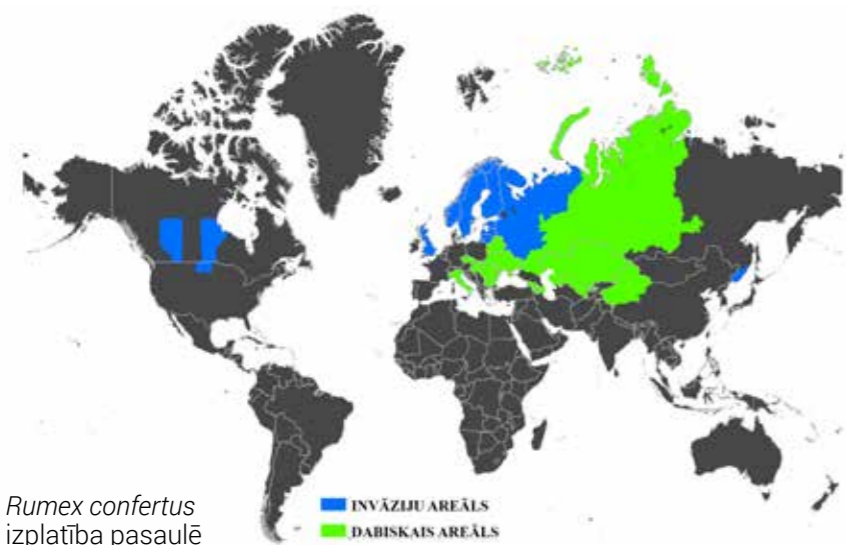 Rumex confertus
izplatība pasaulē
INVĀZIJU AREĀLS
DABISKAIS AREĀLS